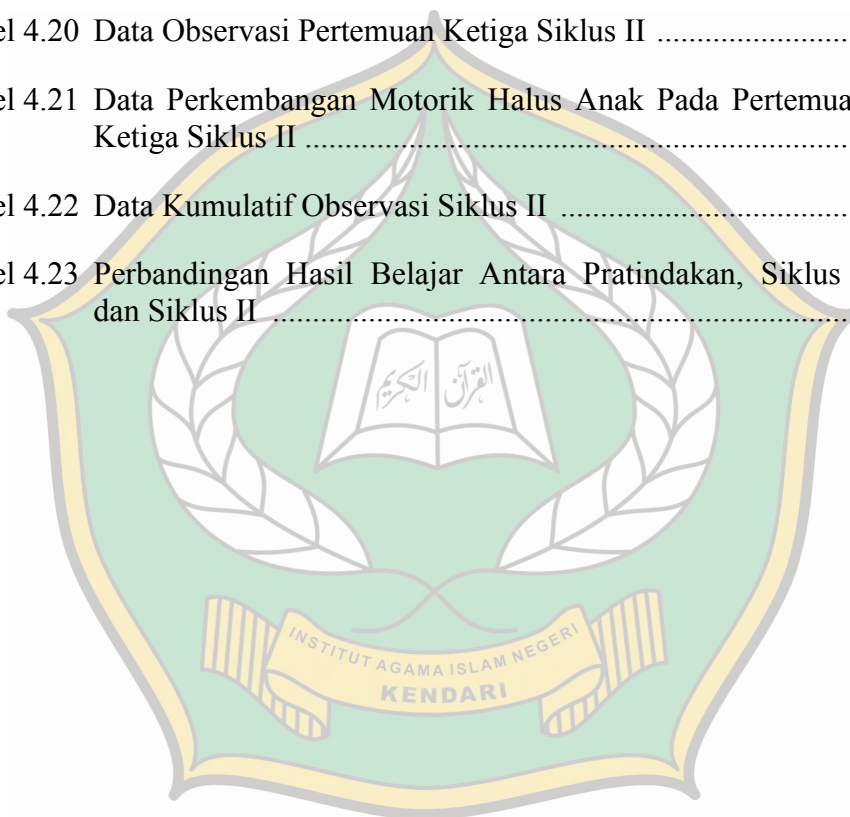 el 4.20 Data Observasi Pertemuan Ketiga Siklus II ........................
el 4.21 Data Perkembangan Motorik Halus Anak Pada Pertemua
Ketiga Siklus II ......................................................................
el 4.22 Data Kumulatif Observasi Siklus II .....................................
el 4.23 Perbandingan Hasil Belajar Antara Pratindakan, Siklus
dan Siklus II ..........................................................................
القرآن الكريم
INSTITUT AGAMA ISLAM NEGERI
KENDARI